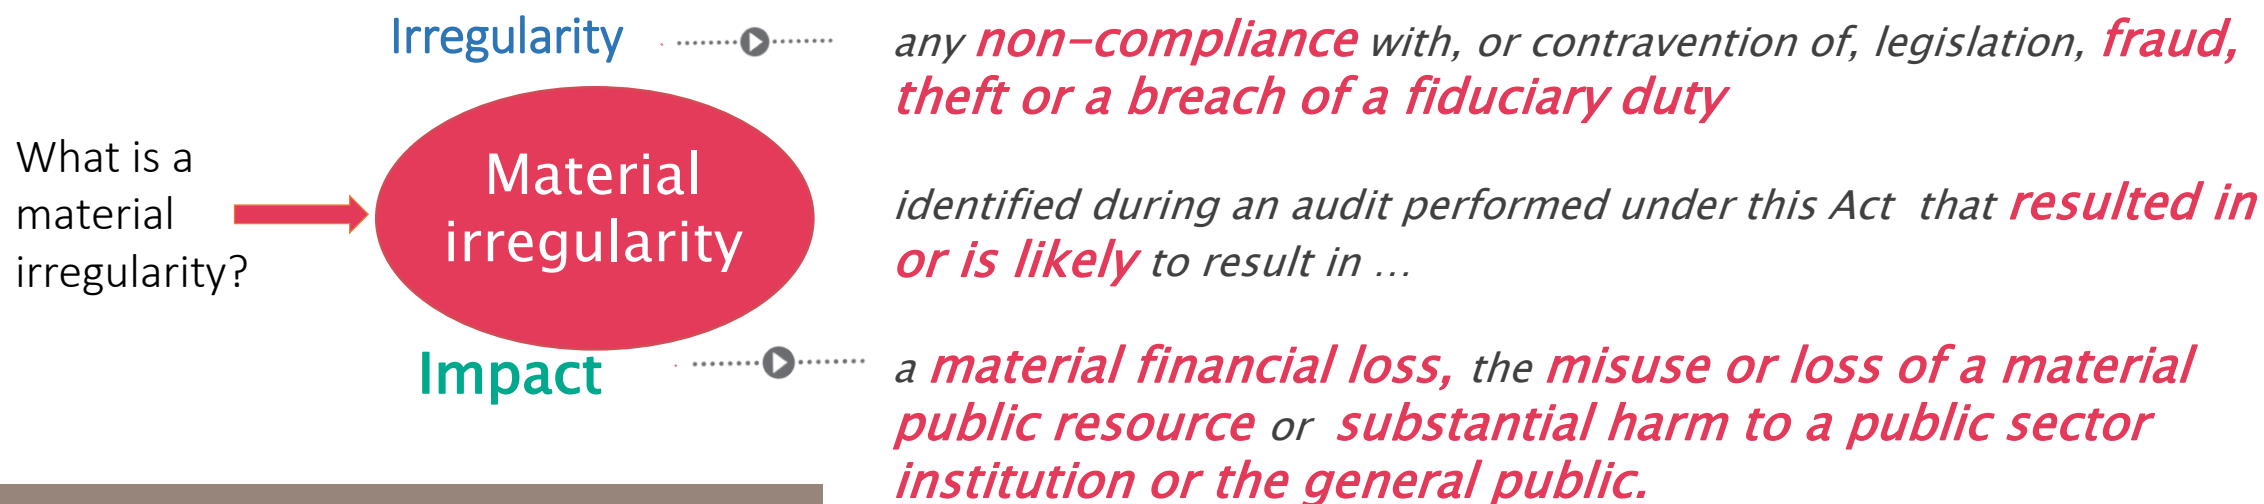 Irregularity
any non-compliance with, or contravention of, legislation, fraud,
theft or a breach of a fiduciary duty
What is a
material
irregularity?
Material
irregularity
identified during an audit performed under this Act that resulted in
or is likely to result in ...
Impact
a material financial loss, the misuse or loss of a material
public resource or substantial harm to a public sector
institution or the general public.